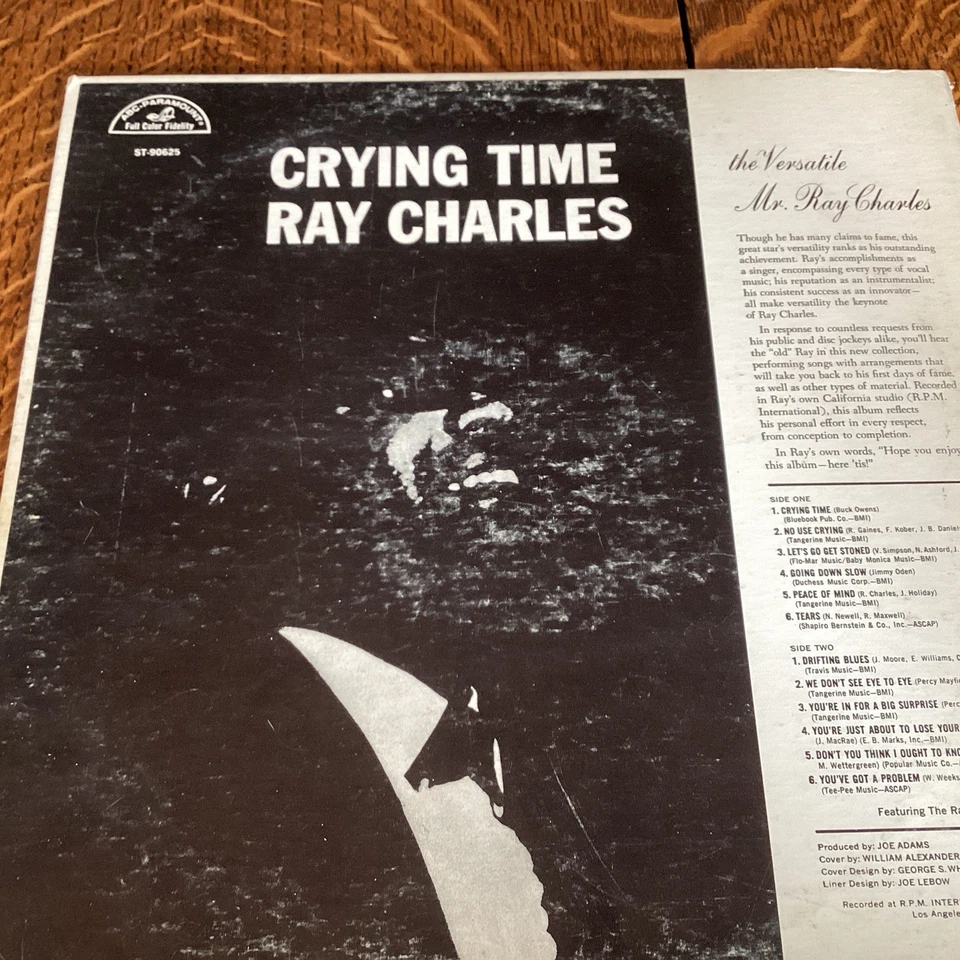 ABC-PARAMOUNT
Full Color Fidelity
ST-90625
CRYING TIME
RAY CHARLES
the Versatile
Mr. Ray Charles
Though he has many claims to fame, this
great star's versatility ranks as his outstanding
achievement. Ray's accomplishments as
a singer, encompassing every type of vocal
music; his reputation as an instrumentalist;
his consistent success as an innovator—
all make versatility the keynote
of Ray Charles.
In response to countless requests from
his public and disc jockeys alike, you'll hear
the "old" Ray in this new collection,
performing songs with arrangements that
will take you back to his first days of fame,
as well as other types of material. Recorded
in Ray's own California studio (R.P.M.
International), this album reflects
his personal effort in every respect,
from conception to completion.
In Ray's own words, "Hope you enjoy
this album—here 'tis!"
SIDE ONE
1. CRYING TIME (Buck Owens)
(Bluebook Pub. Co.—BMI)
2. NO USE CRYING (R. Gaines, F. Kober, J. B. Daniel
(Tangerine Music—BMI)
3. LET'S GO GET STONED (V. Simpson, N. Ashford, J.
(Flo-Mar Music/Baby Monica Music—BMI)
4. GOING DOWN SLOW (Jimmy Oden)
(Duchess Music Corp.—BMI)
5. PEACE OF MIND (R. Charles, J. Holiday)
(Tangerine Music—BMI)
6. TEARS (N. Newell, R. Maxwell)
(Shapiro Bernstein & Co., Inc.—ASCAP)
SIDE TWO
1. DRIFTING BLUES (J. Moore, E. Williams, C
(Travis Music—BMI)
2. WE DON'T SEE EYE TO EYE (Percy Mayfi
(Tangerine Music—BMI)
3. YOU'RE IN FOR A BIG SURPRISE (Perc
(Tangerine Music—BMI)
4. YOU'RE JUST ABOUT TO LOSE YOUR
(J. MacRae) (E. B. Marks, Inc.—BMI)
5. DON'T YOU THINK I OUGHT TO KNO
M. Wettergreen) (Popular Music Co.—
6. YOU'VE GOT A PROBLEM (W. Weeks
(Tee-Pee Music—ASCAP)
Featuring The Ra
Produced by: JOE ADAMS
Cover by: WILLIAM ALEXANDER
Cover Design by: GEORGE S. WH
Liner Design by: JOE LEBOW
Recorded at R.P.M. INTER
Los Angele